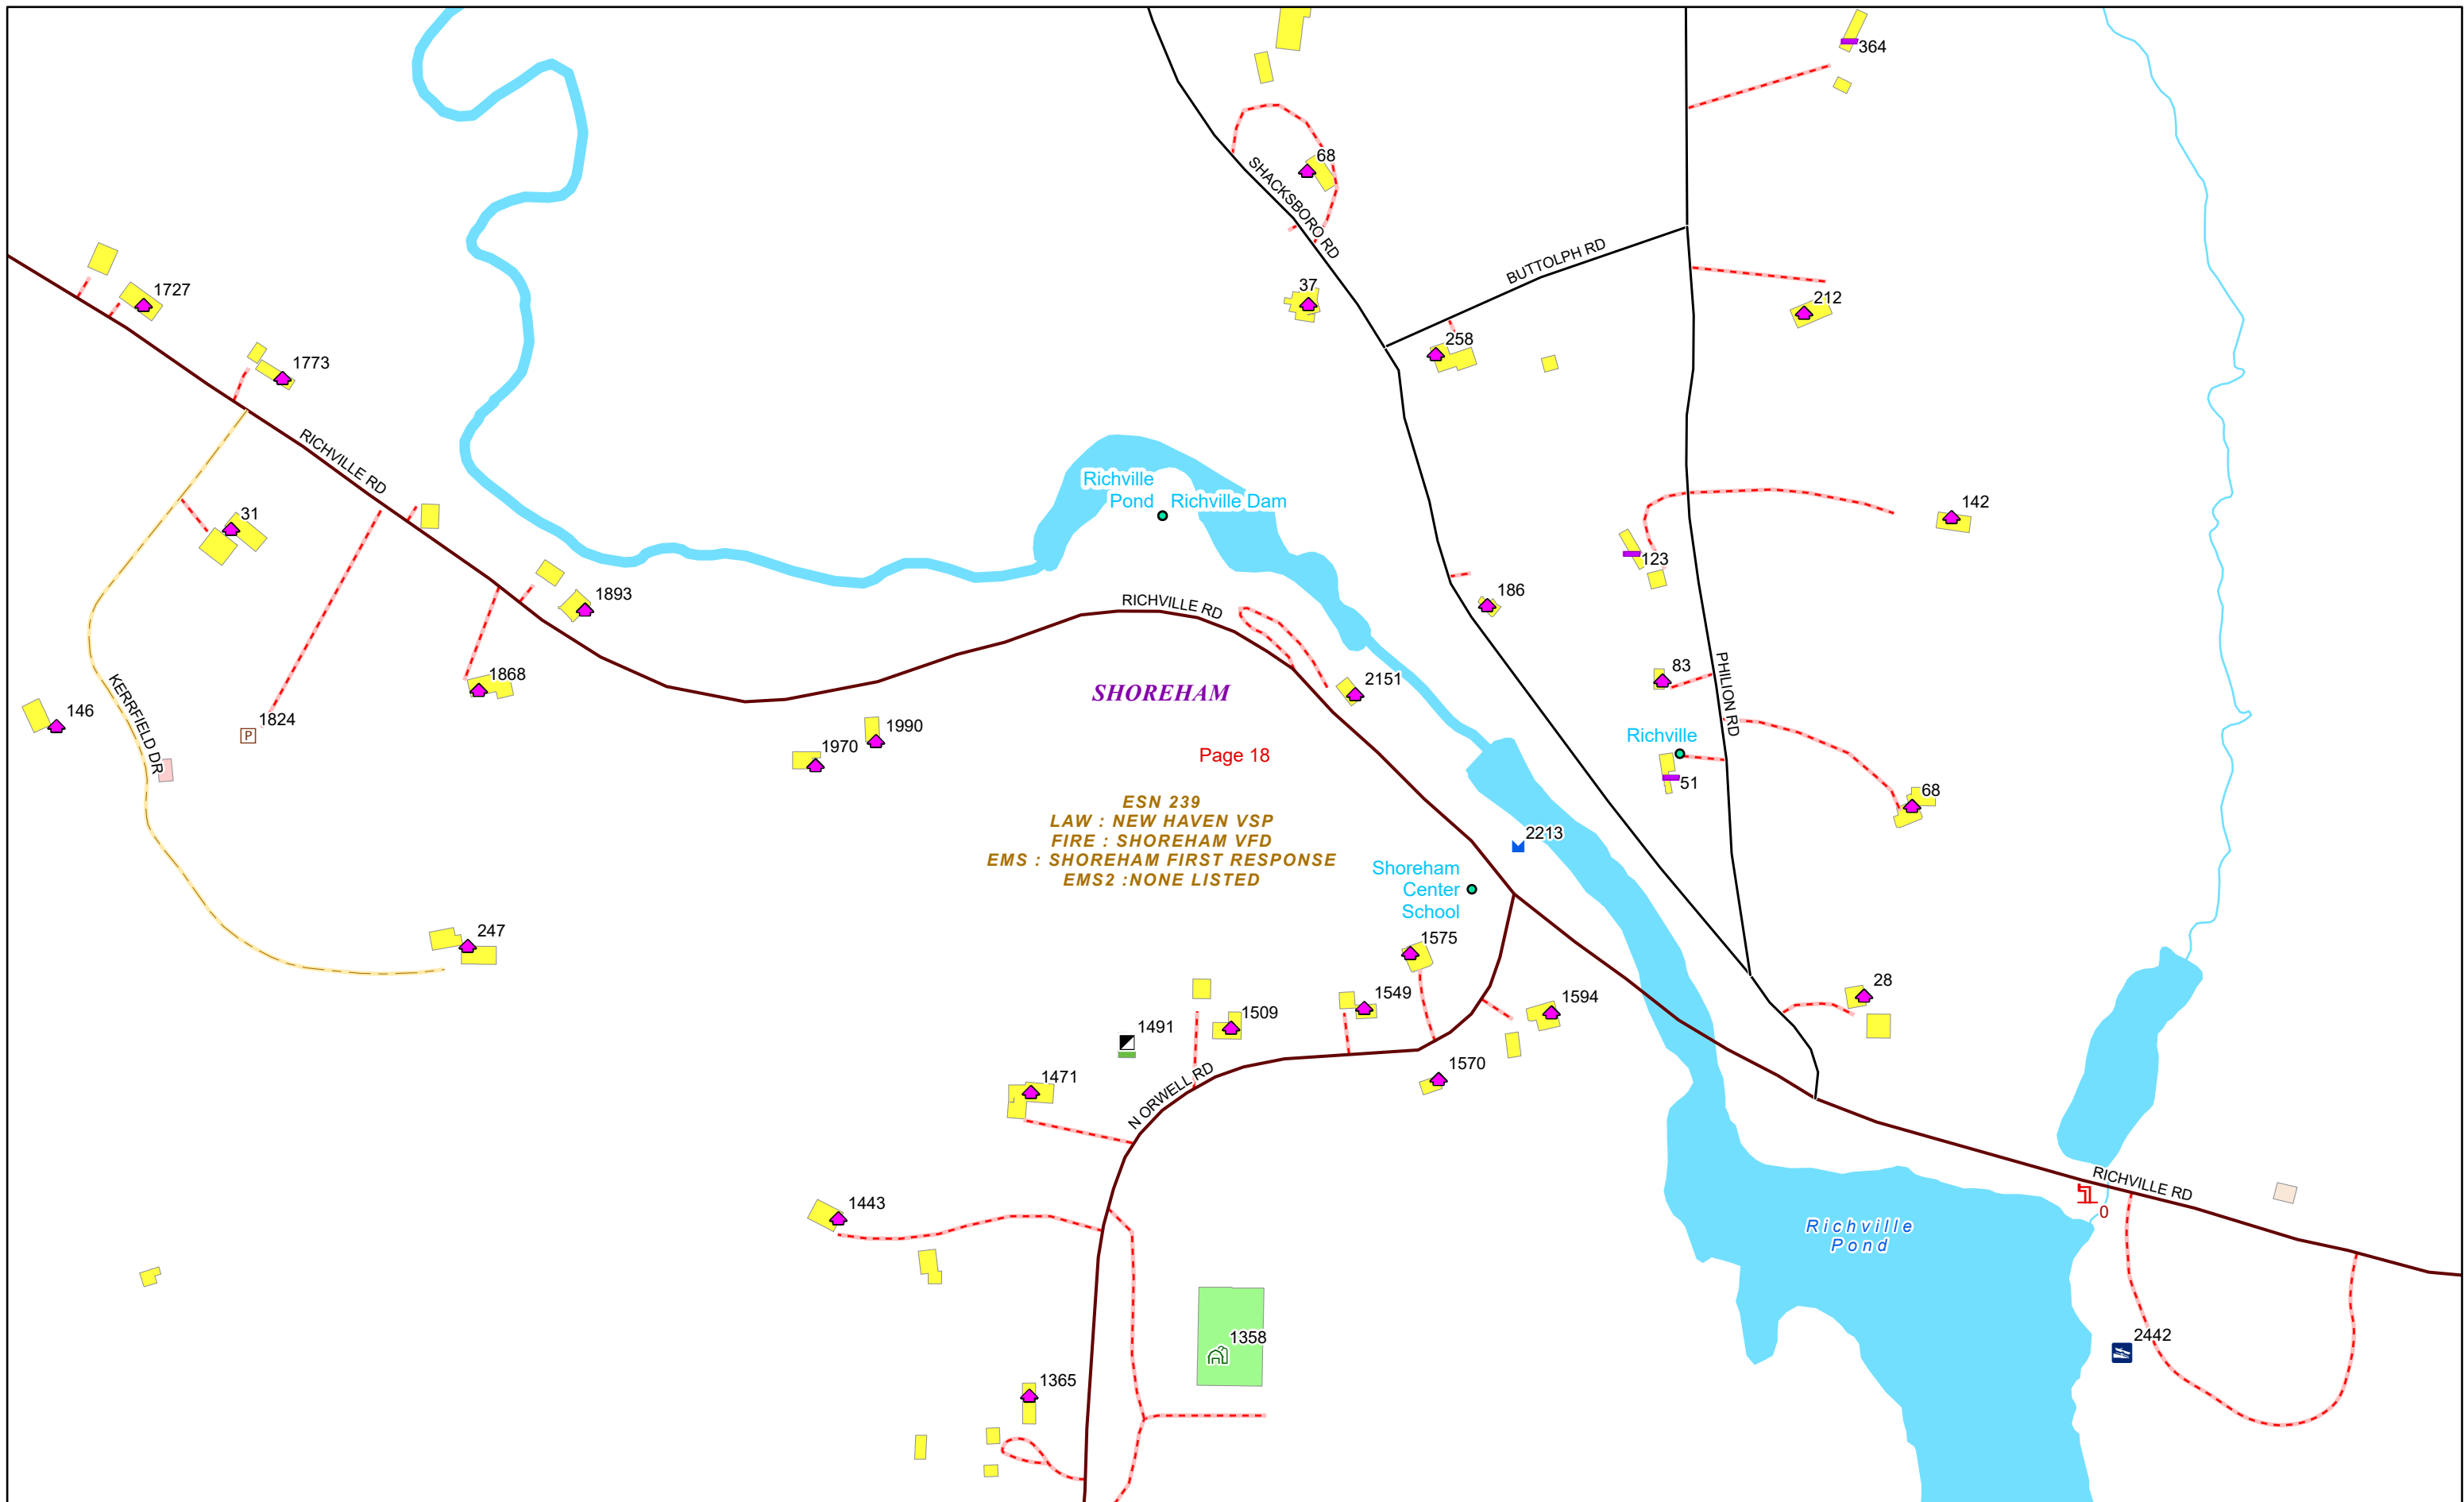 364
68
SHACKSBORO RD
BUTTOLPH RD
1727
37
212
258
1773
RICHVILLE RD
Richville
Pond
Richville Dam
142
31
123
1893
RICHVILLE RD
186
1868
SHOREHAM
2151
83
PHILION RD
146
KERRFIELD DR
1824
P
1990
1970
Page 18
Richville
51
68
ESN 239
LAW : NEW HAVEN VSP
FIRE : SHOREHAM VFD
EMS : SHOREHAM FIRST RESPONSE
EMS2 :NONE LISTED
2213
Shoreham
Center
School
247
1575
28
1549
1594
1509
1491
1570
1471
N ORWELL RD
RICHVILLE RD
0
1443
Richville
Pond
1358
2442
1365